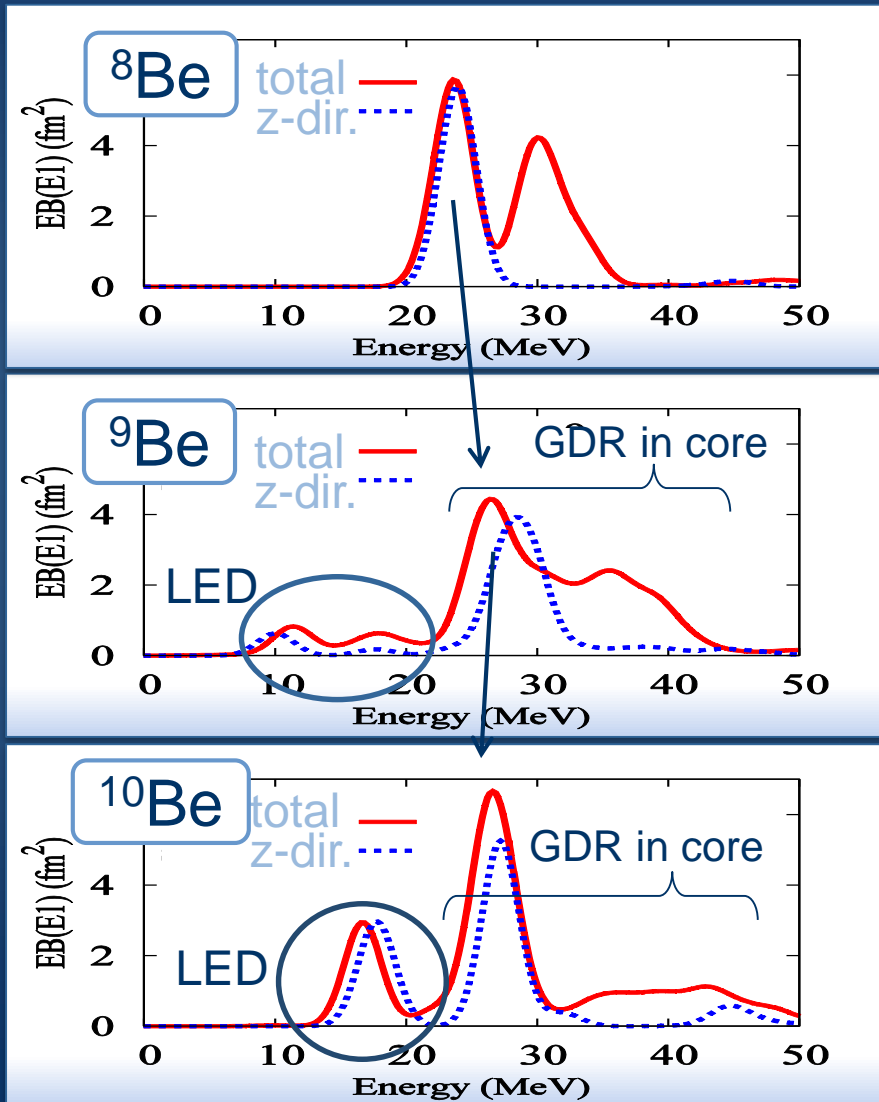 ⁸Be
total
z-dir.
EB(E1) (fm²)
4
2
0
0 10 20 30 40 50
Energy (MeV)
⁹Be
total
z-dir.
GDR in core
LED
EB(E1) (fm²)
4
2
0
0 10 20 30 40 50
Energy (MeV)
¹⁰Be
total
z-dir.
GDR in core
LED
EB(E1) (fm²)
4
2
0
0 10 20 30 40 50
Energy (MeV)